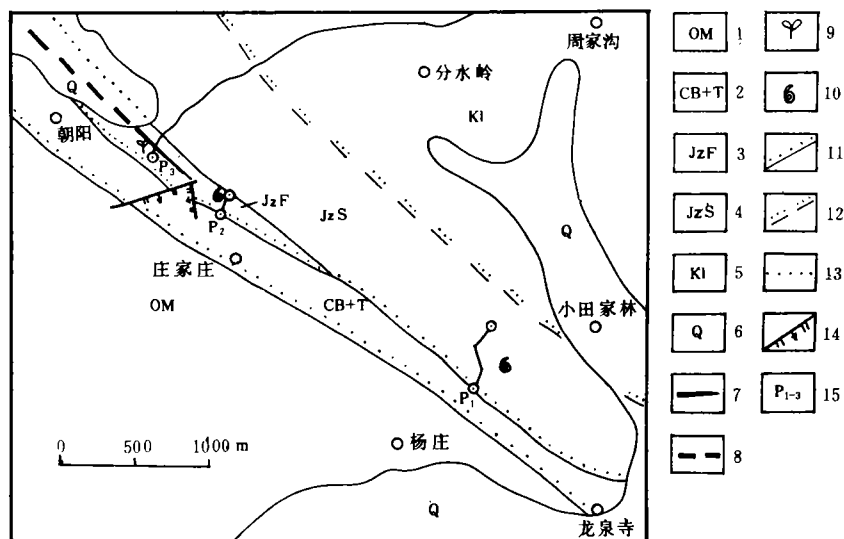 周家沟
分水岭
Kl
Q
朝阳
P3
JzF
JzS
P2
庄家庄
Q
OM
CB+T
小田家林
P1
0 500 1000 m
杨庄
Q
龙泉寺
OM 1
CB+T 2
JzF 3
JzS 4
Kl 5
Q 6
7
8
9
10
11
12
13
14
P1-3 15